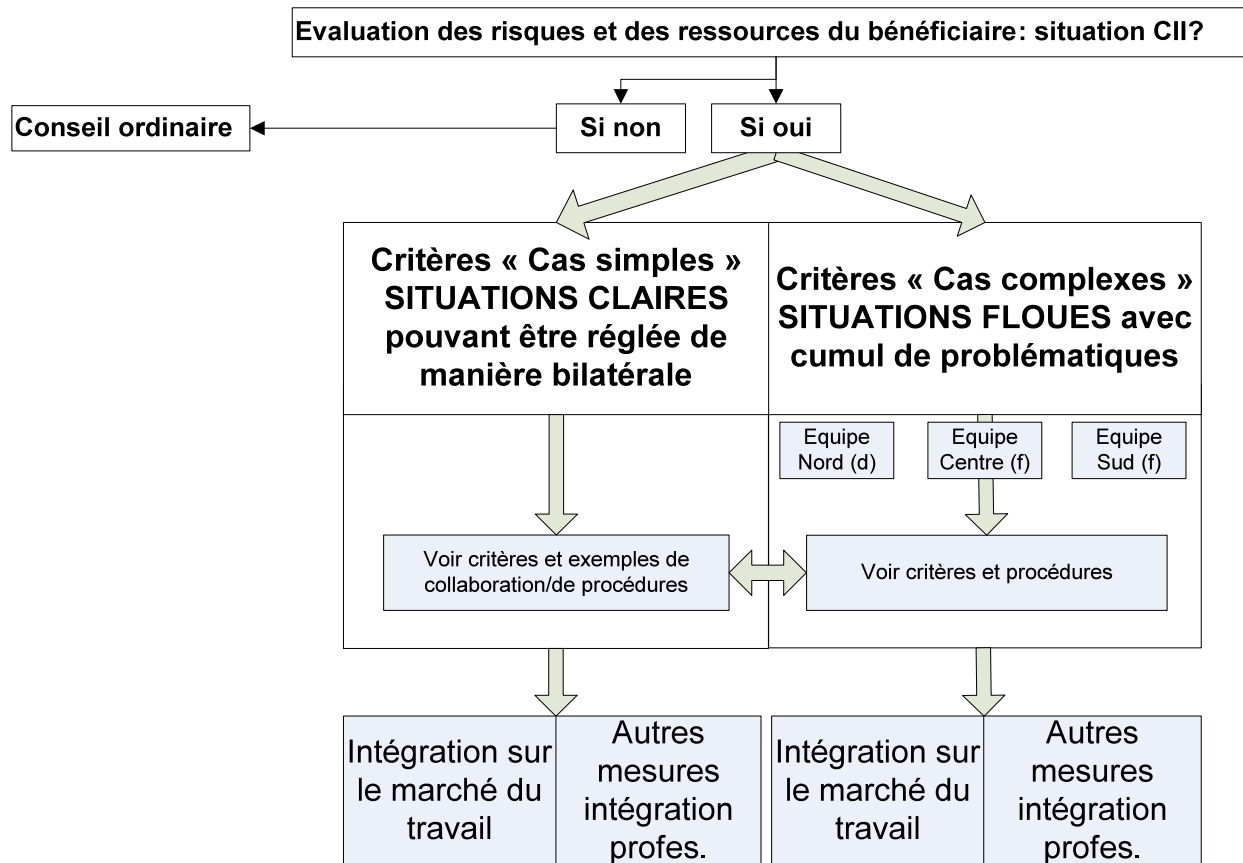 Evaluation des risques et des ressources du bénéficiaire: situation CII?
Conseil ordinaire
Si non
Si oui
Critères « Cas simples »
SITUATIONS CLAIRES
pouvant être réglée de
manière bilatérale
Critères « Cas complexes »
SITUATIONS FLOUES avec
cumul de problématiques
Equipe
Nord (d)
Equipe
Centre (f)
Equipe
Sud (f)
Voir critères et exemples de
collaboration/de procédures
Voir critères et procédures
Intégration sur
le marché du
travail
Autres
mesures
intégration
profes.
Intégration sur
le marché du
travail
Autres
mesures
intégration
profes.